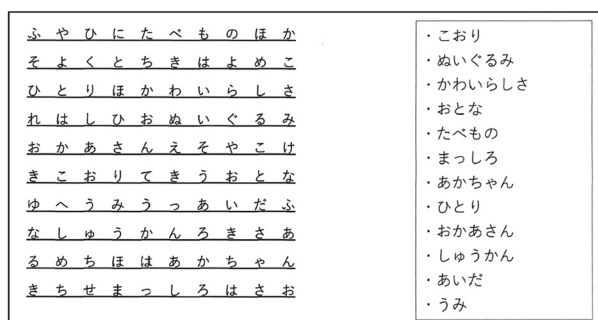 ふ や ひ に た べ も の ほ か
そ よ く と ち き は よ め こ
ひ と り ほ か わ い ら し さ
れ は し ひ お ぬ い ぐ る み
お か あ さ ん え そ や こ け
き こ お り て き う お と な
ゆ へ う み う っ あ い だ ふ
な し ゅ う か ん ろ き さ あ
る め ち ほ は あ か ち ゃ ん
き ち せ ま っ し ろ は さ お
・こおり
・ぬいぐるみ
・かわいらしさ
・おとな
・たべもの
・まっしろ
・あかちゃん
・ひとり
・おかあさん
・しゅうかん
・あいだ
・うみ